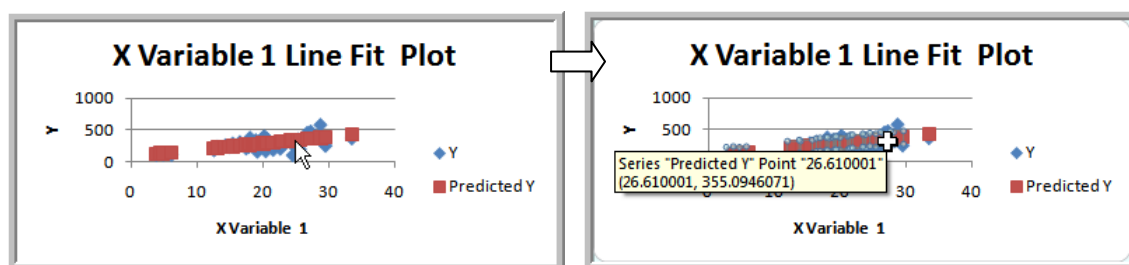 X Variable 1 Line Fit Plot
1000
500
0
Y
0 10 20 30 40
X Variable 1
Y
Predicted Y
X Variable 1 Line Fit Plot
1000
500
0
Y
Series "Predicted Y" Point "26.610001"
(26.610001, 355.0946071)
0
30 40
X Variable 1
Y
Predicted Y